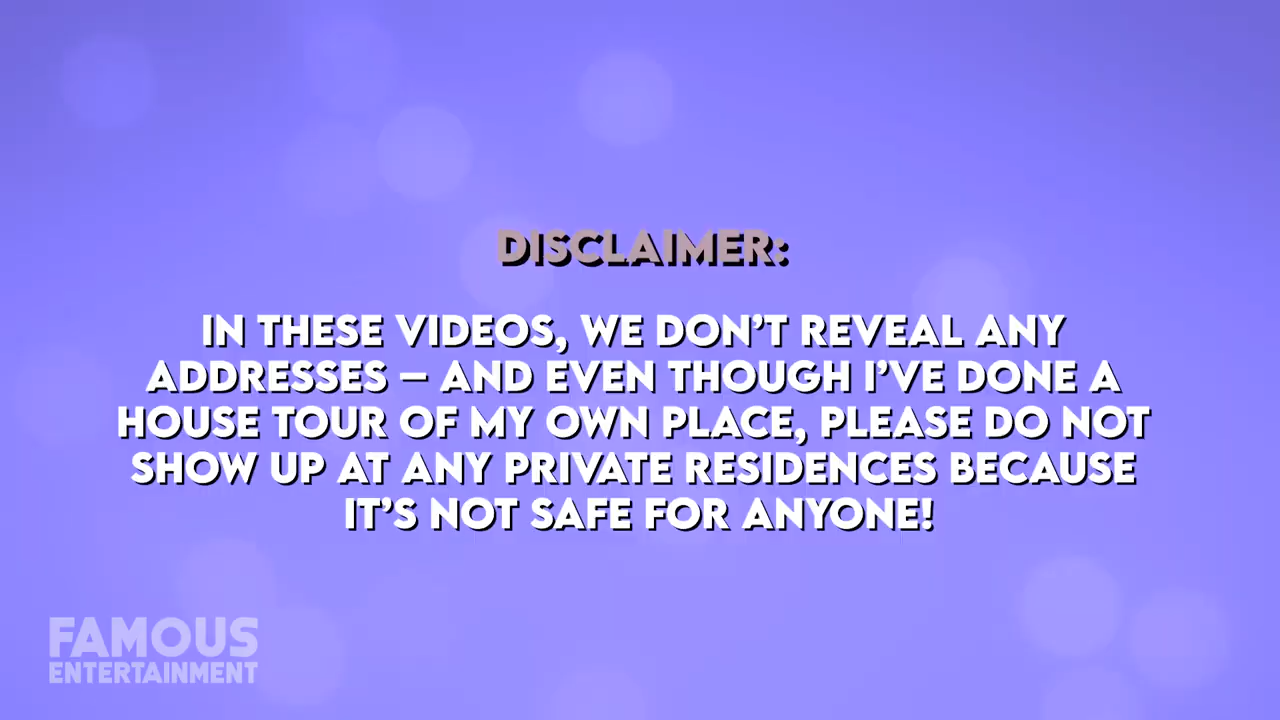 DISCLAIMER:
IN THESE VIDEOS, WE DON'T REVEAL ANY
ADDRESSES – AND EVEN THOUGH I'VE DONE A
HOUSE TOUR OF MY OWN PLACE, PLEASE DO NOT
SHOW UP AT ANY PRIVATE RESIDENCES BECAUSE
IT'S NOT SAFE FOR ANYONE!
FAMOUS
ENTERTAINMENT